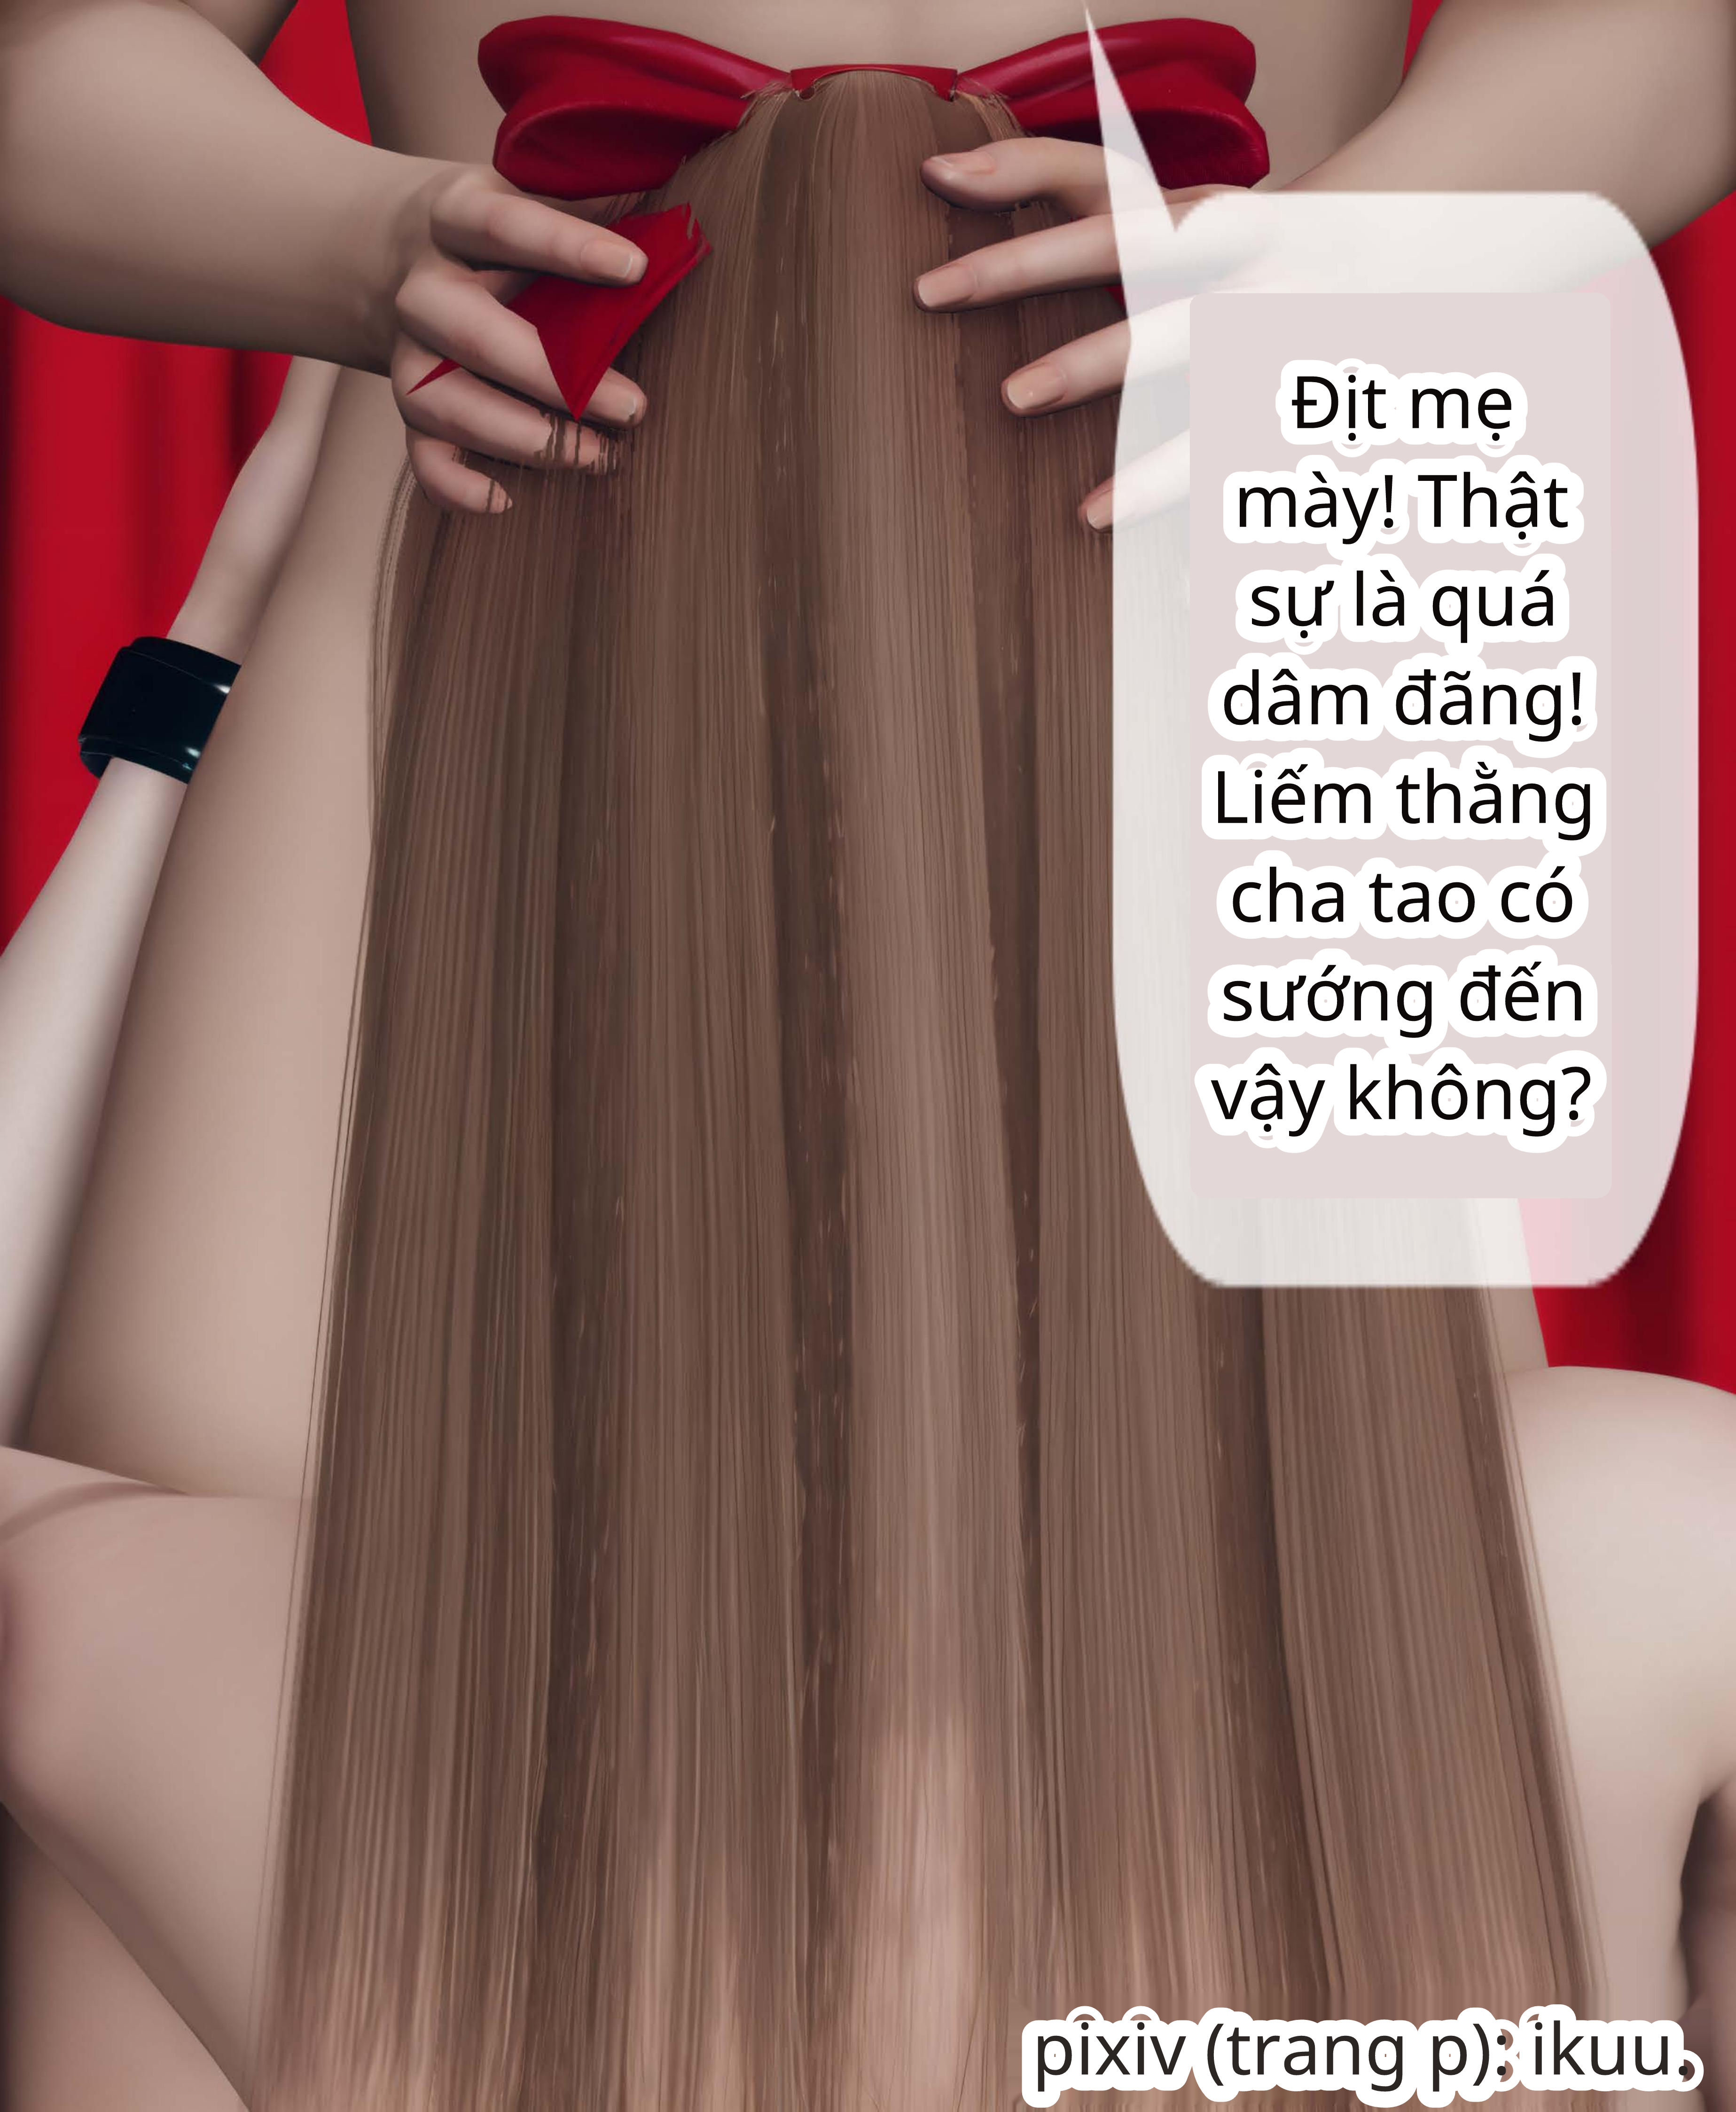 Địt mẹ
mày! Thật
sự là quá
dâm đãng!
Liếm thằng
cha tao có
sướng đến
vậy không?
pixiv (trang p): ikuu.